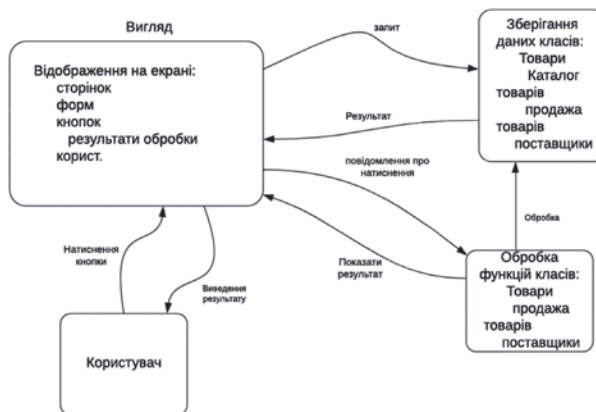 Вигляд
Відображення на екрані:
сторінок
форм
кнопок
результати обробки
корист.
запит
Зберігання
даних класів:
Товари
Каталог
товарів
продажа
товарів
поставщики
Результат
повідомлення про
натиснення
Обробка
Показати
результат
Обробка
функцій класів:
Товари
продажа
товарів
поставщики
Натиснення
кнопки
Виведення
результату
Користувач